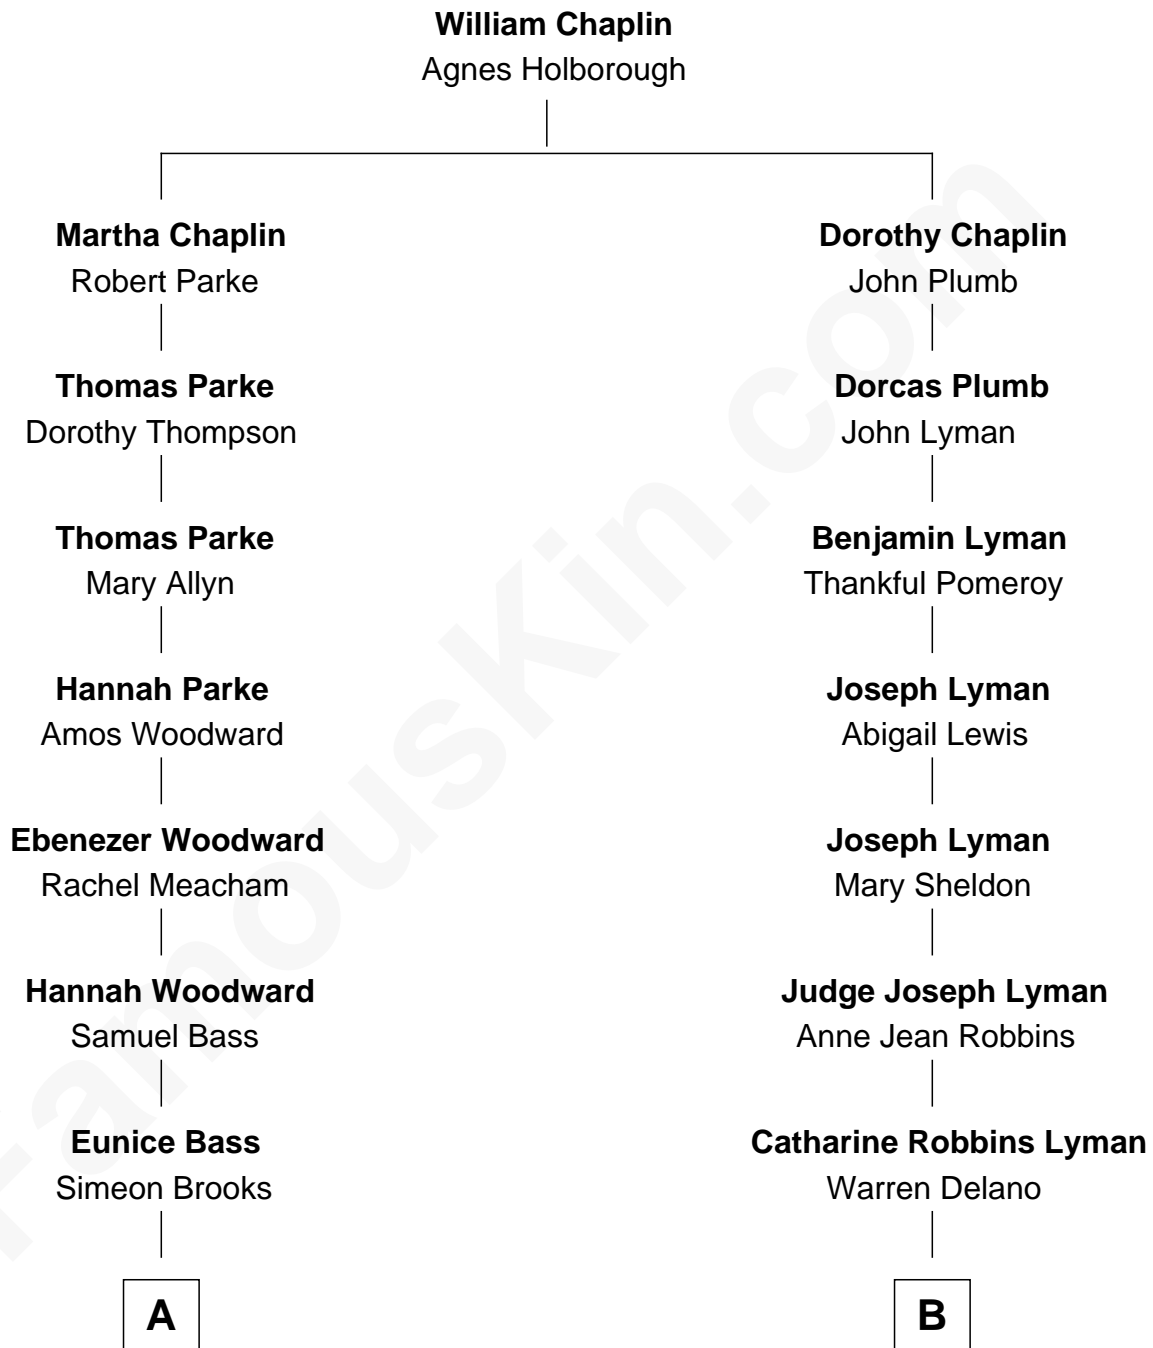 William Chaplin
Agnes Holborough
Martha Chaplin
Robert Parke
Dorothy Chaplin
John Plumb
Thomas Parke
Dorothy Thompson
Dorcas Plumb
John Lyman
Thomas Parke
Mary Allyn
Benjamin Lyman
Thankful Pomeroy
Hannah Parke
Amos Woodward
Joseph Lyman
Abigail Lewis
Ebenezer Woodward
Rachel Meacham
Joseph Lyman
Mary Sheldon
Hannah Woodward
Samuel Bass
Judge Joseph Lyman
Anne Jean Robbins
Eunice Bass
Simeon Brooks
Catharine Robbins Lyman
Warren Delano
A
B
FamousKin.com